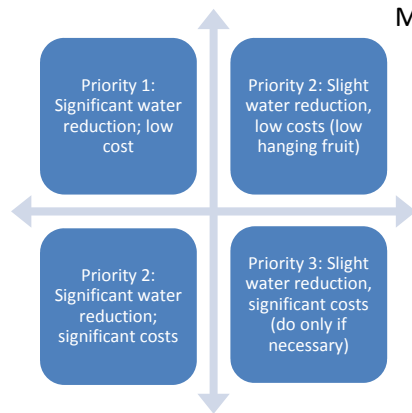 M
Priority 1:
Significant water
reduction; low
cost
Priority 2: Slight
water reduction,
low costs (low
hanging fruit)
Priority 2:
Significant water
reduction;
significant costs
Priority 3: Slight
water reduction,
significant costs
(do only if
necessary)